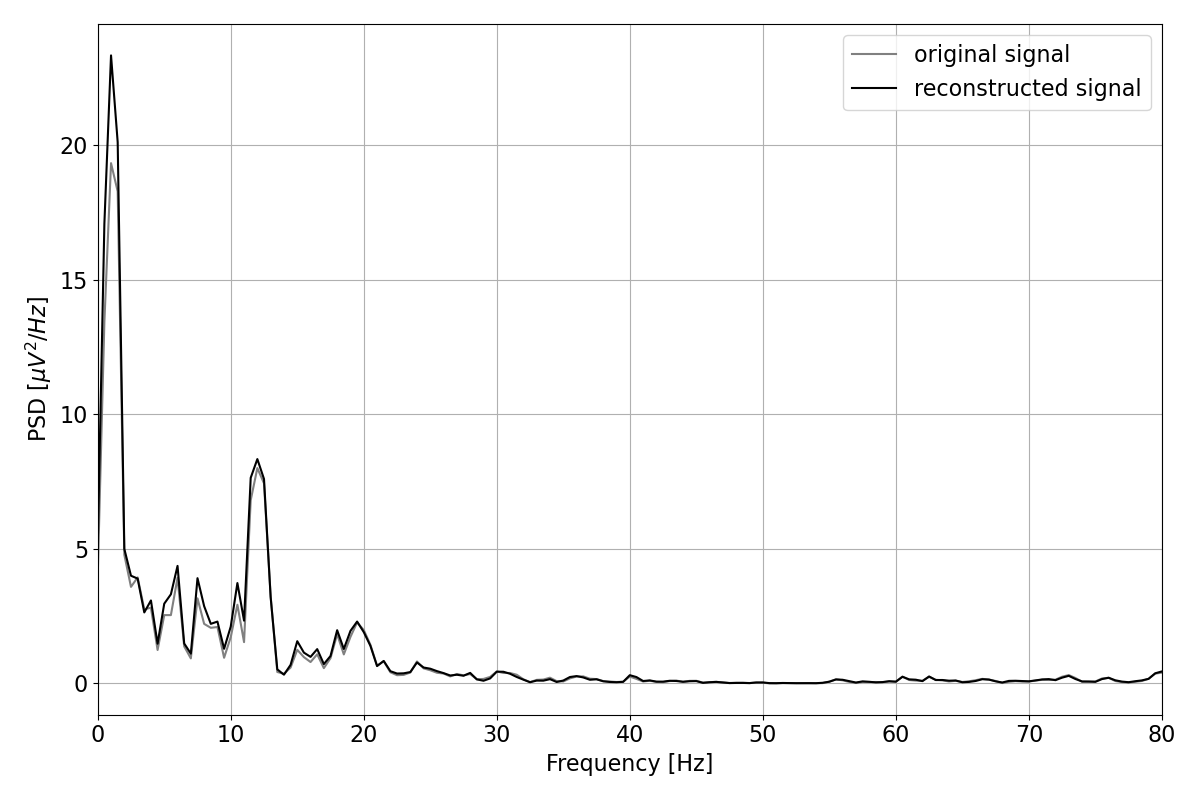 original signal
reconstructed signal
20
15
10
5
0
PSD [μV²/Hz]
0 10 20 30 40 50 60 70 80
Frequency [Hz]